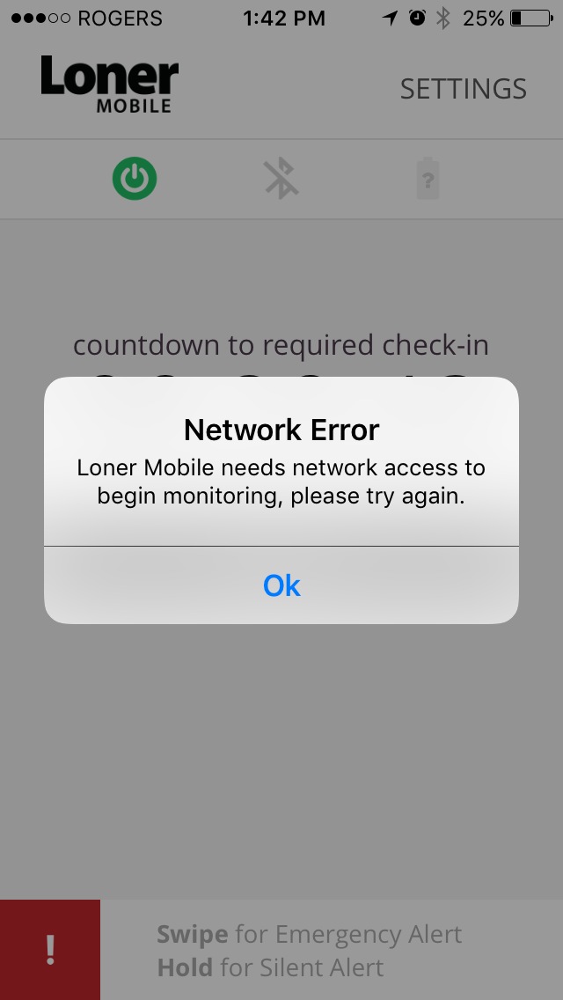 ROGERS 1:42 PM 25%
Loner
MOBILE
SETTINGS
?
countdown to required check-in
Network Error
Loner Mobile needs network access to
begin monitoring, please try again.
Ok
!
Swipe for Emergency Alert
Hold for Silent Alert